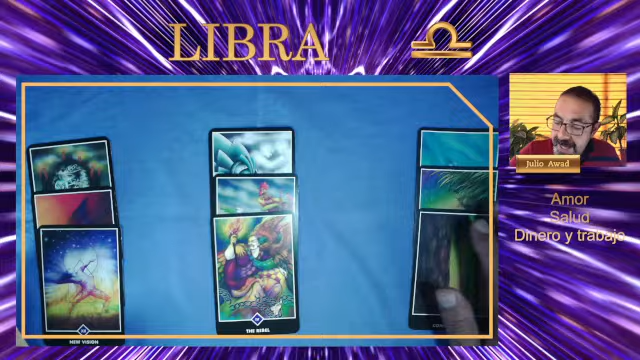 LIBRA
Julio Awad
Amor
Salud
Dinero y trabajo
NEW VISION
THE REBEL